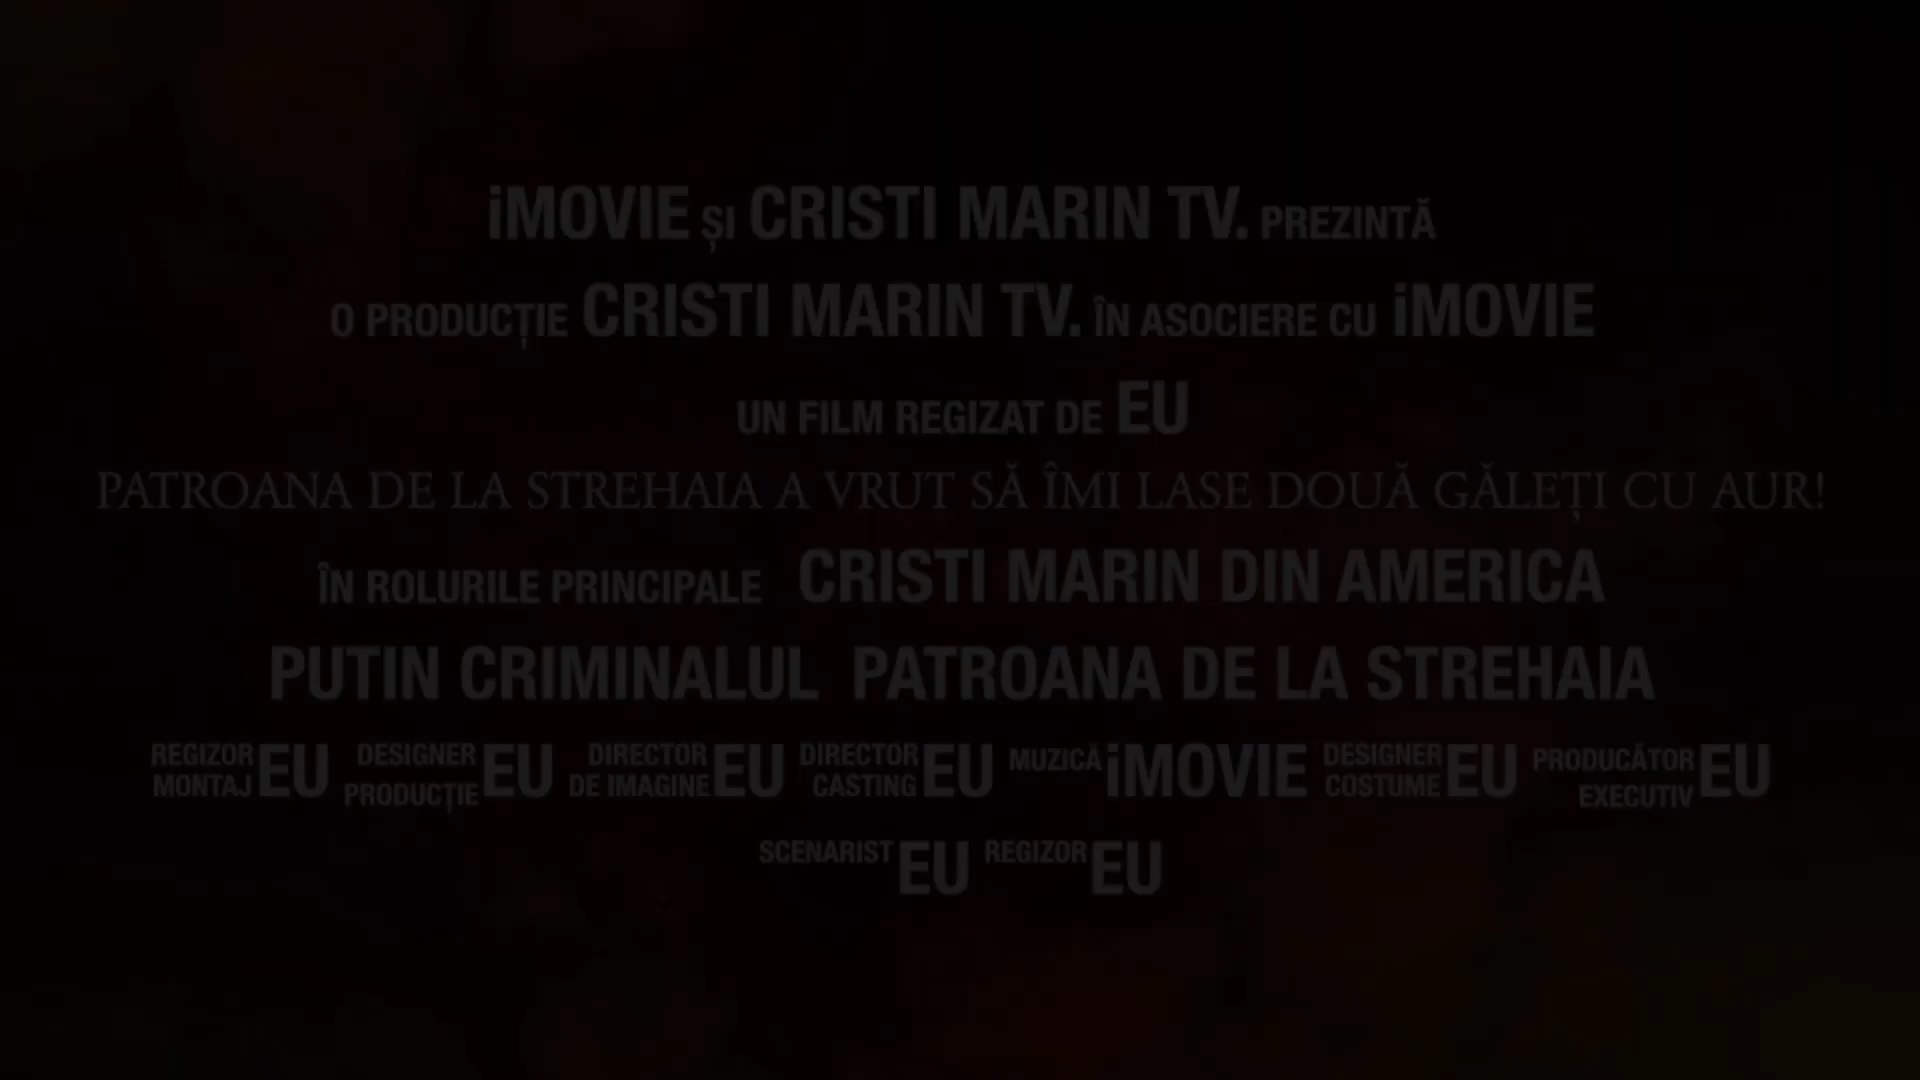 iMOVIE ȘI CRISTI MARIN TV. PREZINTĂ
O PRODUCȚIE CRISTI MARIN TV. ÎN ASOCIERE CU iMOVIE
UN FILM REGIZAT DE EU
PATROANA DE LA STREHAIA A VRUT SĂ ÎMI LASE DOUĂ GĂLEȚI CU AUR!
ÎN ROLURILE PRINCIPALE CRISTI MARIN DIN AMERICA
PUTIN CRIMINALUL PATROANA DE LA STREHAIA
REGIZOR MONTAJ EU DESIGNER PRODUCȚIE EU DIRECTOR DE IMAGINE EU DIRECTOR CASTING EU MUZICĂ iMOVIE DESIGNER COSTUME EU PRODUCĂTOR EXECUTIV EU
SCENARIST EU REGIZOR EU